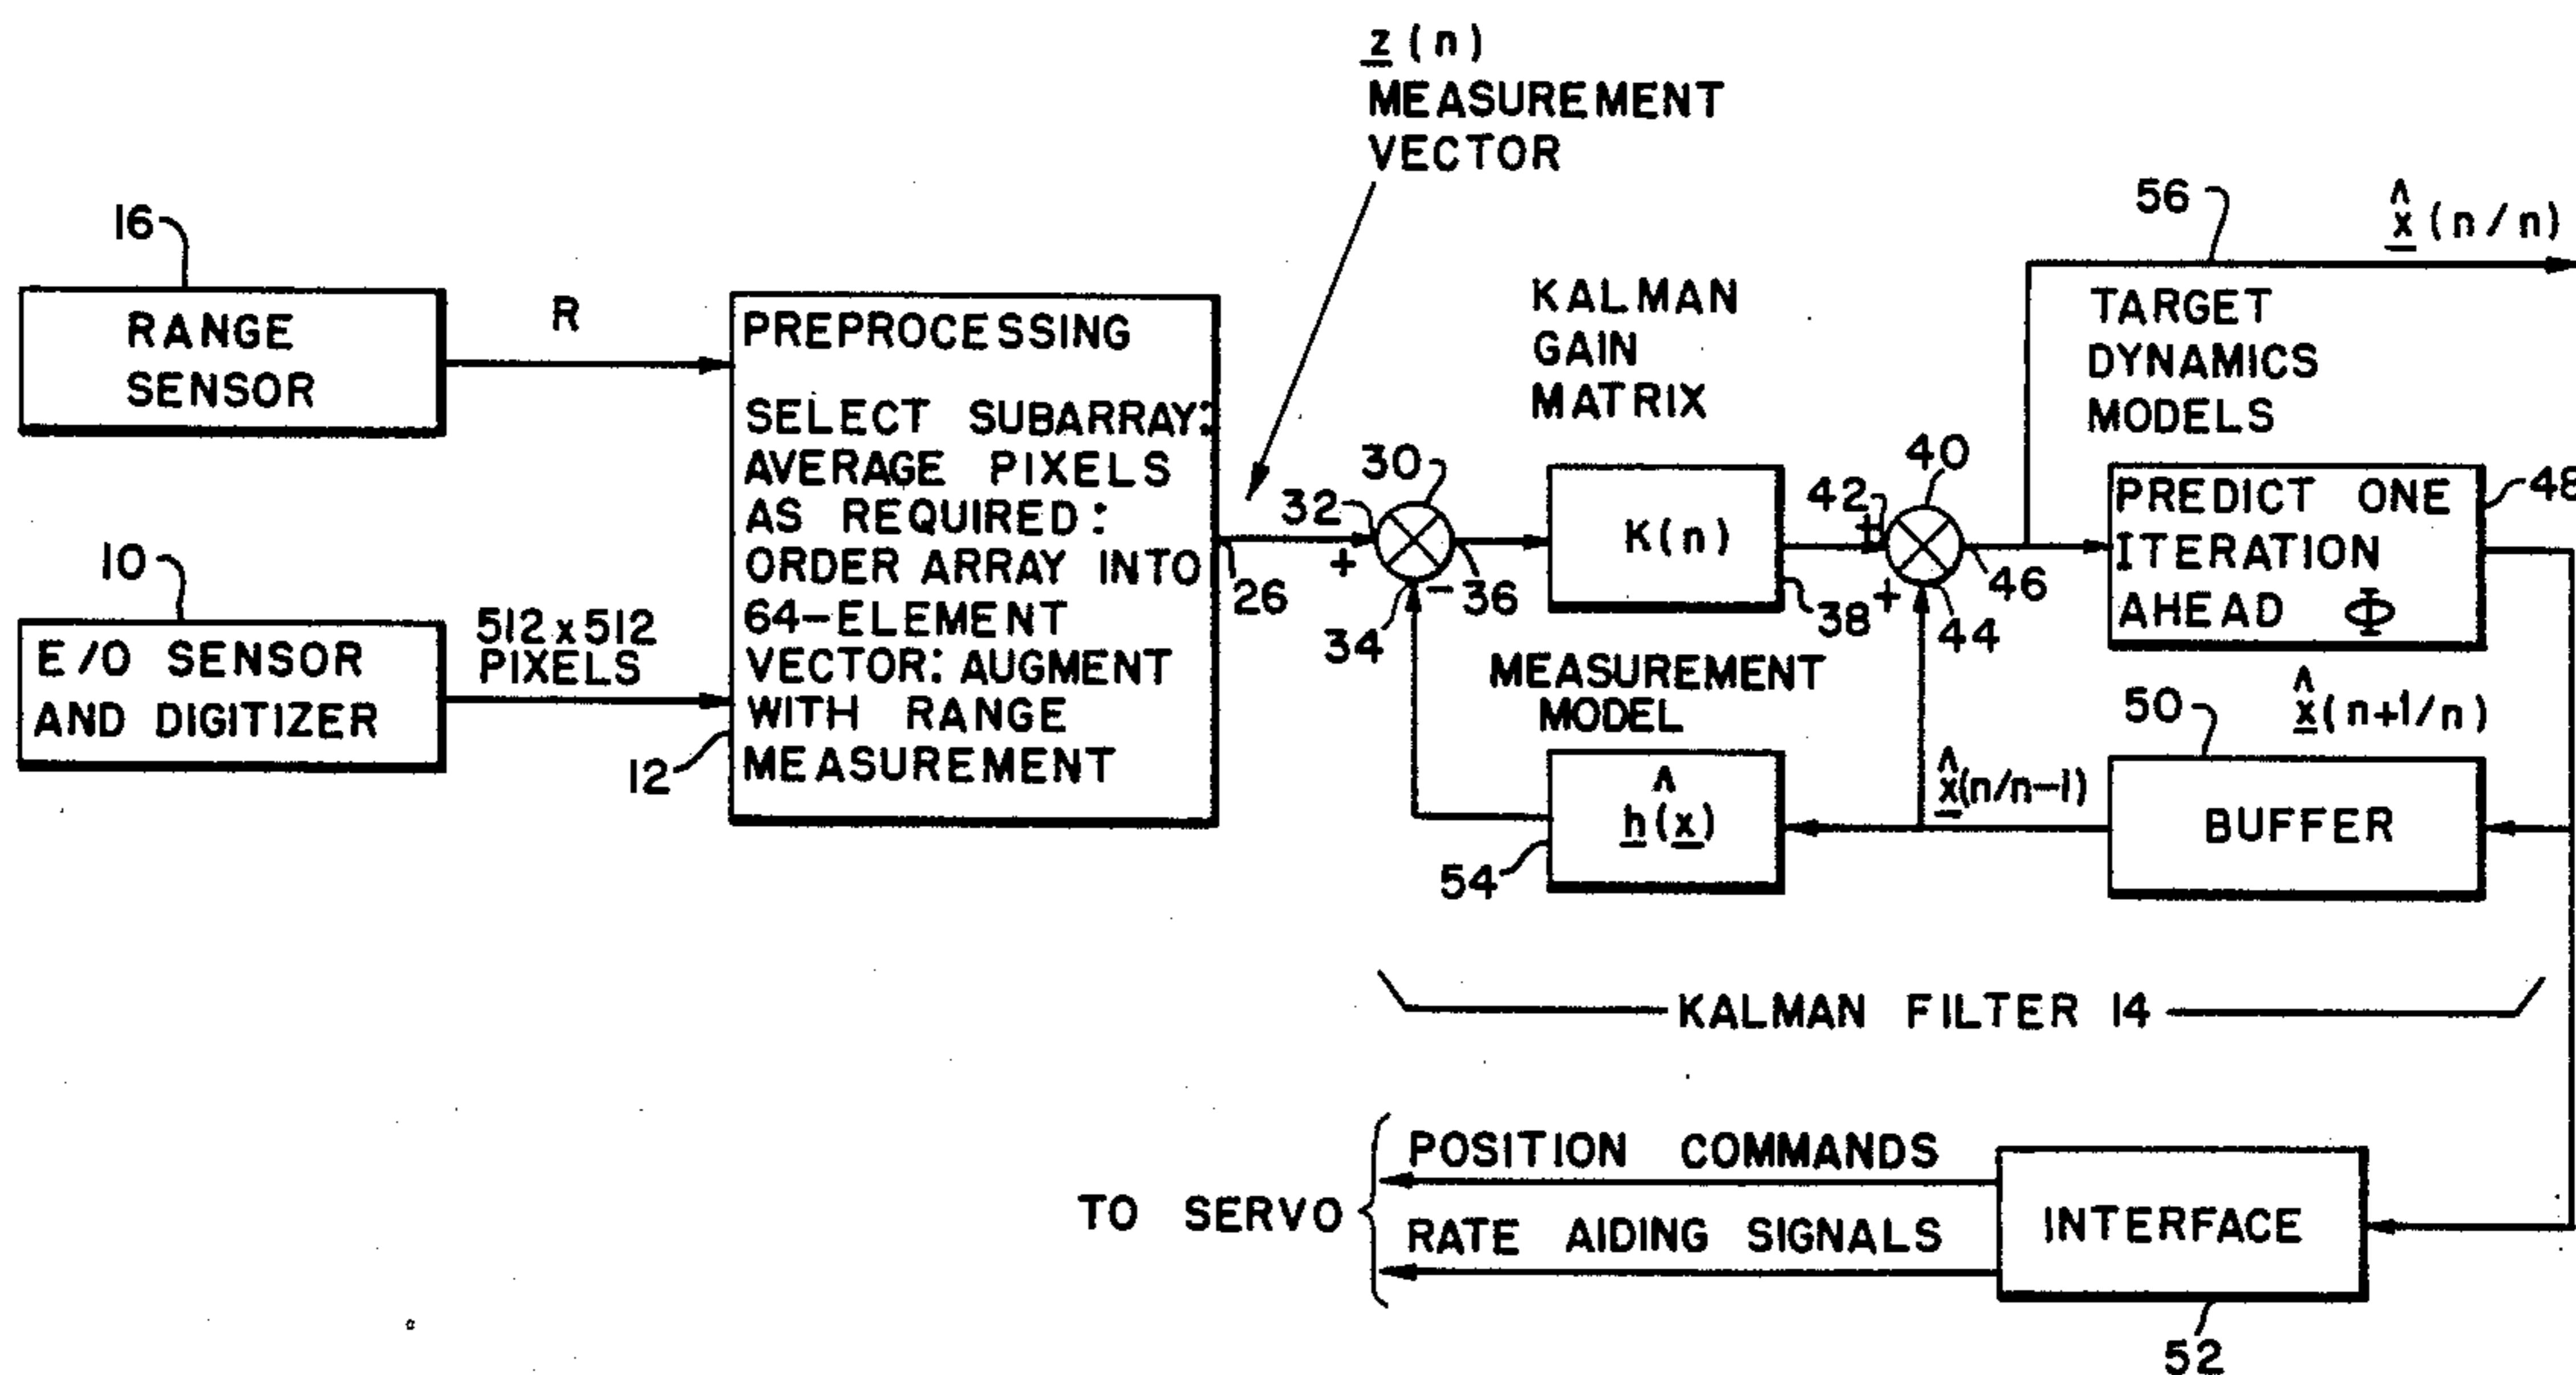 z (n)
MEASUREMENT
VECTOR
16
RANGE
SENSOR
R
10
E/O SENSOR
AND DIGITIZER
512 x 512
PIXELS
PREPROCESSING
SELECT SUBARRAY:
AVERAGE PIXELS
AS REQUIRED:
ORDER ARRAY INTO
64-ELEMENT
VECTOR: AUGMENT
WITH RANGE
MEASUREMENT
12
26
32
+
30
34
-
36
KALMAN
GAIN
MATRIX
K(n)
38
42
+
40
+
44
46
56
x̂ (n/n)
TARGET
DYNAMICS
MODELS
PREDICT ONE
ITERATION
AHEAD Φ
48
x̂(n+1/n)
50
BUFFER
x̂(n/n-1)
MEASUREMENT
MODEL
h(x̂)
54
KALMAN FILTER 14
TO SERVO
POSITION COMMANDS
RATE AIDING SIGNALS
INTERFACE
52